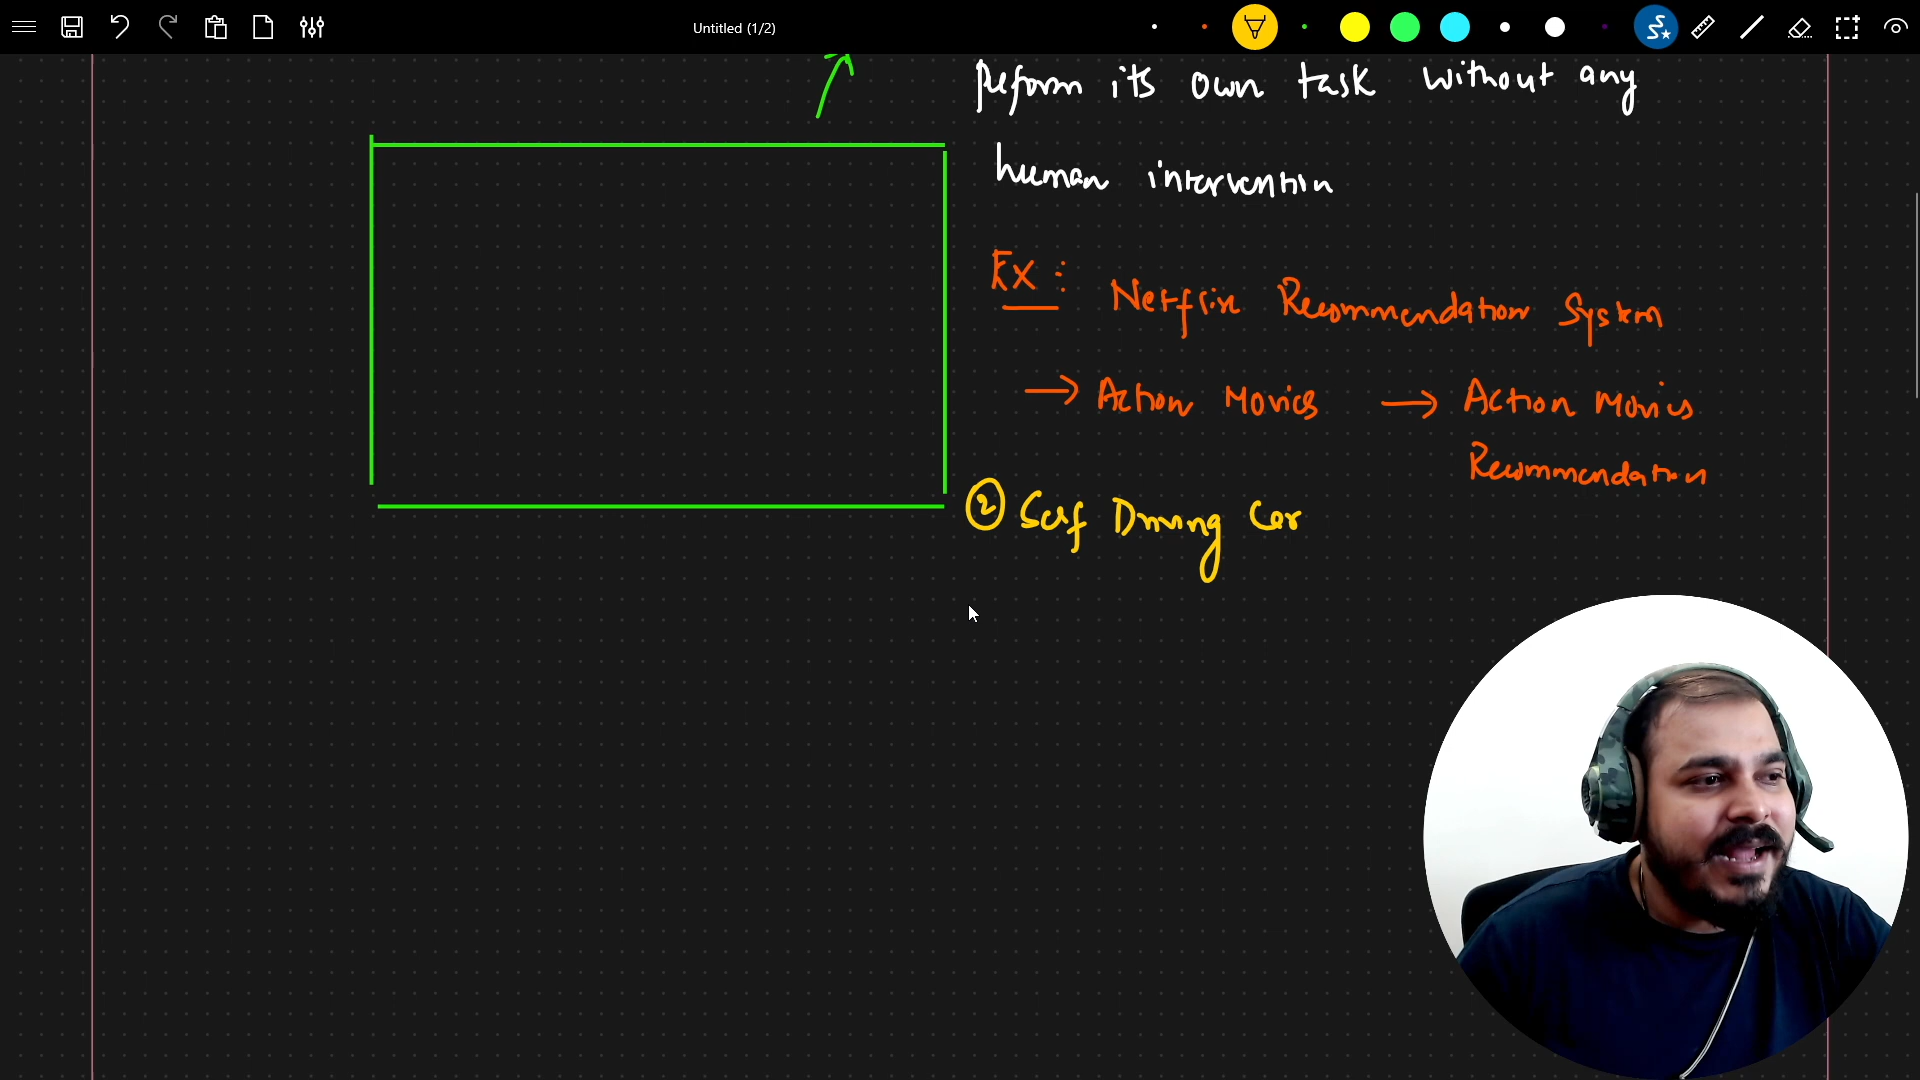 Untitled (1/2)
Peform its own task without any
human intervention
Ex :
Netflix Recommendation System
→ Action Movies → Action Movies
Recommendation
② Self Driving Car